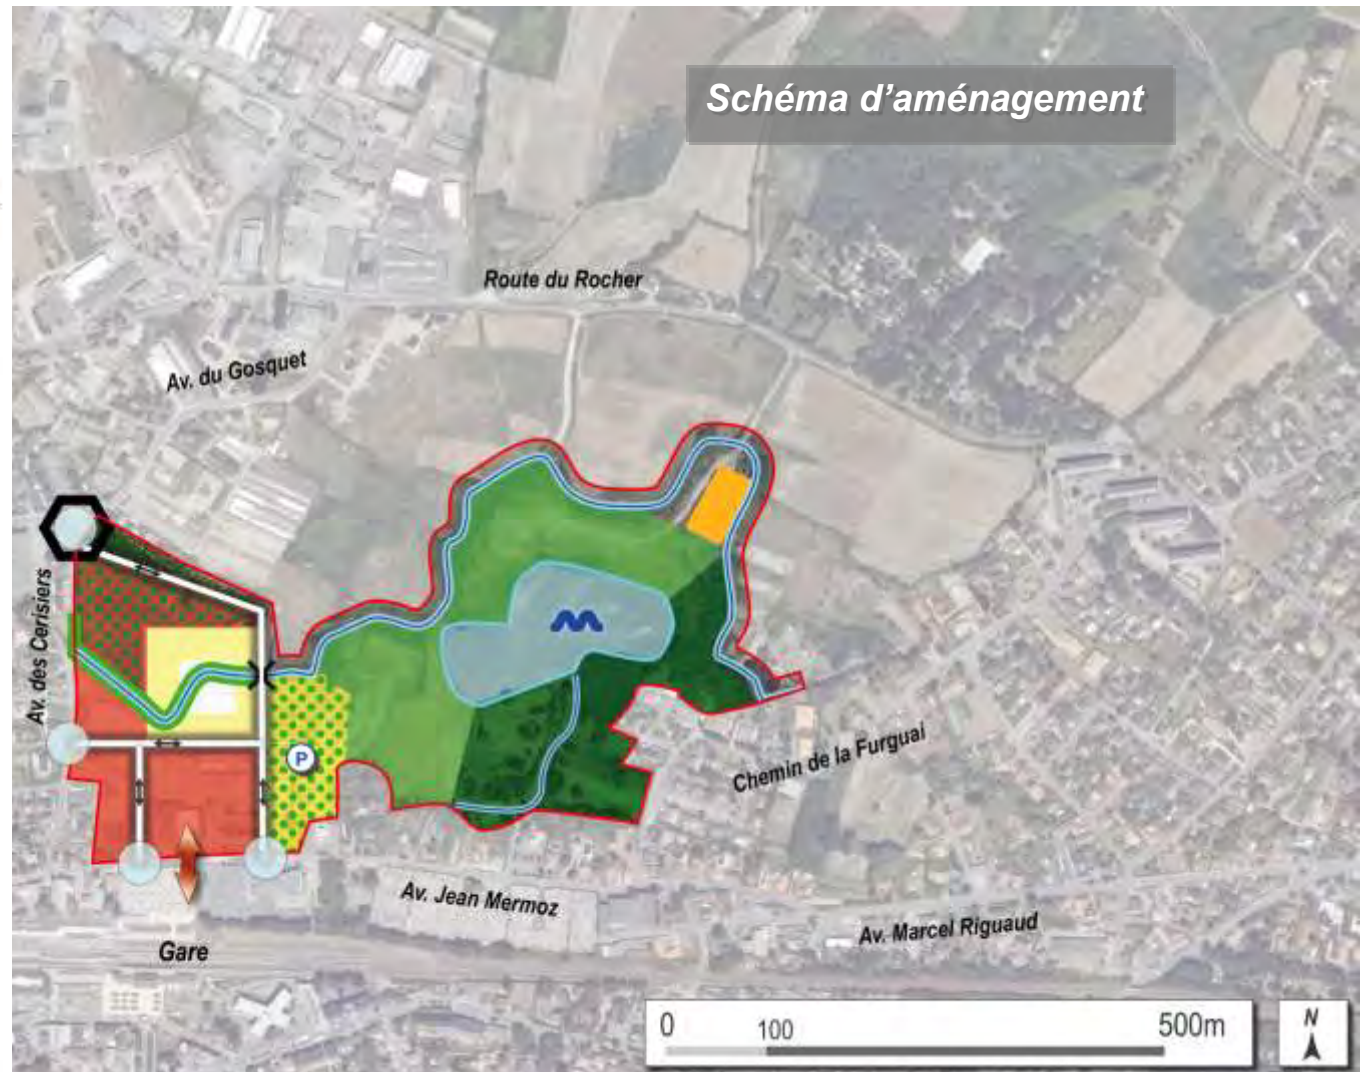 Schéma d'aménagement
Route du Rocher
Av. du Gosquet
Av. des Cerisiers
P
Chemin de la Furguai
Av. Jean Mermoz
Av. Marcel Riguaud
Gare
0 100 500m
N